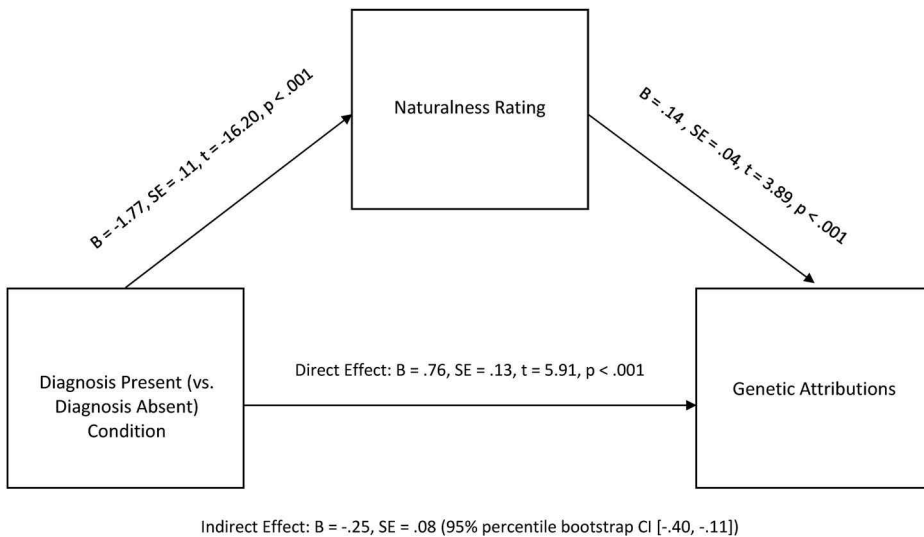 Naturalness Rating
B = -1.77, SE = .11, t = -16.20, p < .001
B = .14 , SE = .04, t = 3.89, p < .001
Diagnosis Present (vs.
Diagnosis Absent)
Condition
Direct Effect: B = .76, SE = .13, t = 5.91, p < .001
Genetic Attributions
Indirect Effect: B = -.25, SE = .08 (95% percentile bootstrap CI [-.40, -.11])